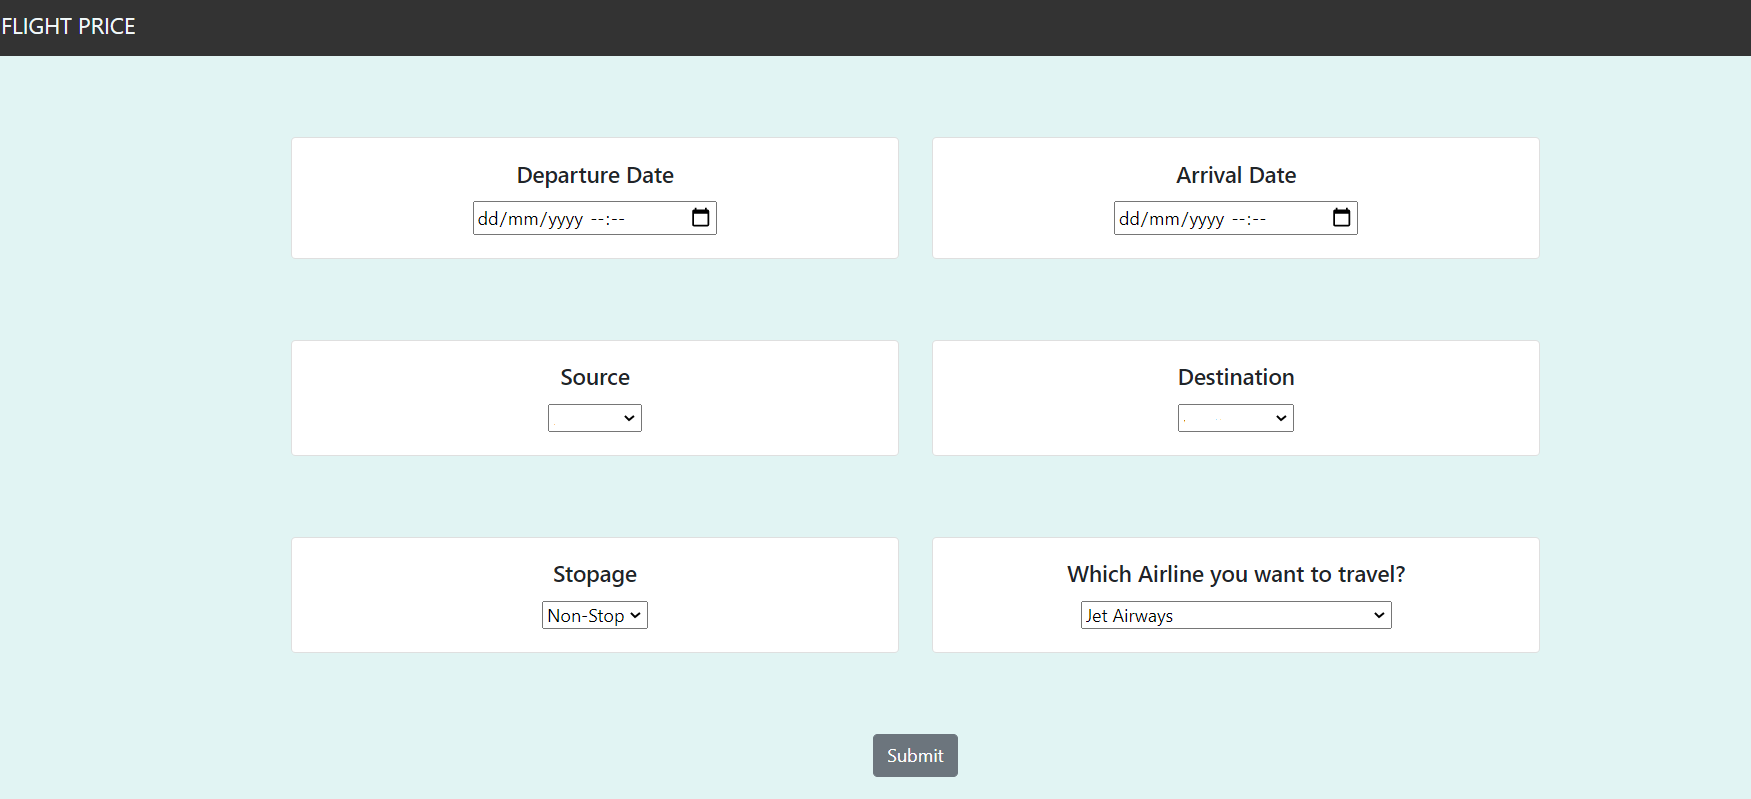 FLIGHT PRICE
Departure Date
Arrival Date
dd/mm/yyyy --:--
dd/mm/yyyy --:--
Source
Destination
Stopage
Which Airline you want to travel?
Non-Stop
Jet Airways
Submit